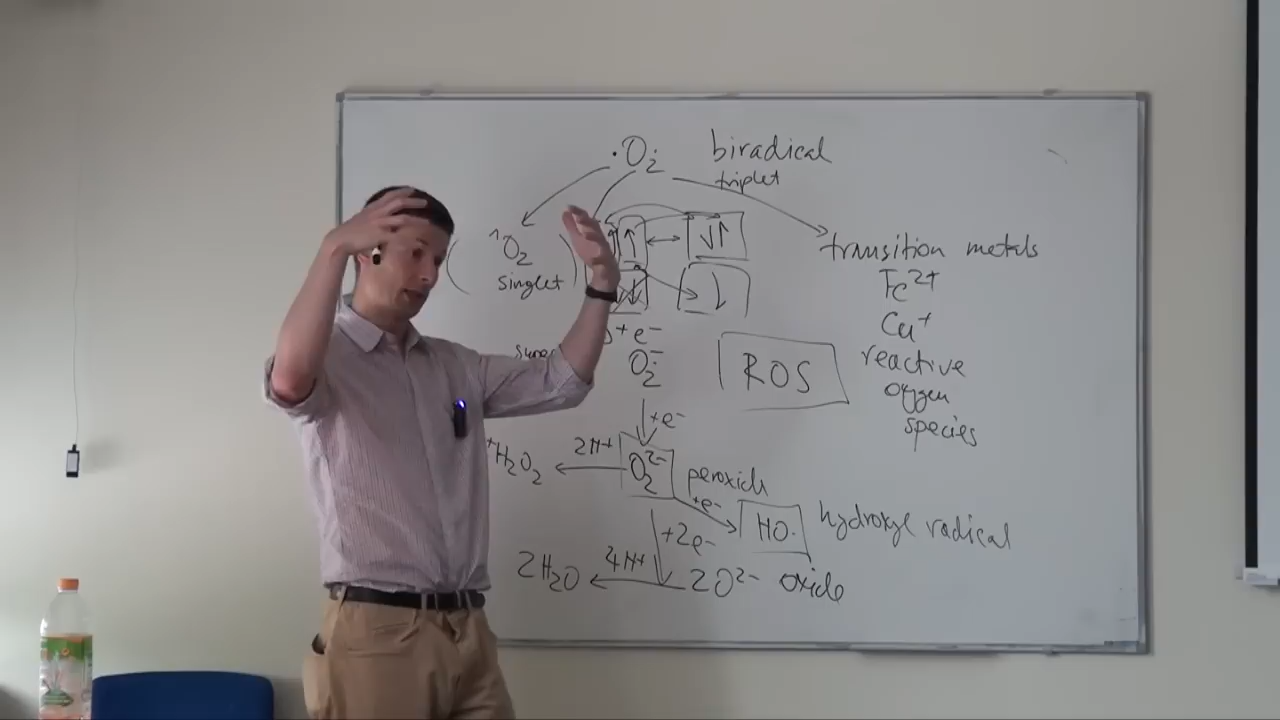 ·O₂· biradical
triplet
¹O₂
singlet
transition metals
Fe²⁺
Cu⁺
+ e⁻
O₂·⁻
ROS
reactive
oxygen
species
+e⁻
H₂O₂ 2H⁺ O₂²⁻ peroxide
+e⁻
HO· hydroxyl radical
+2e⁻
2H₂O 4H⁺ 2O²⁻ oxide